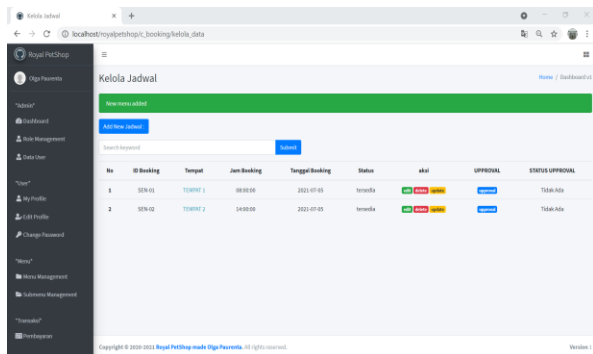 Kelola Jadwal
localhost/royalpetshop/c_booking/kelola_data
Royal PetShop
Olga Paurenta
Kelola Jadwal
Home / Dashboard v1
New menu added
"Admin"
Dashboard
Role Management
Data User
Add New Jadwal
Search keyword
Submit
No ID Booking Tempat Jam Booking Tanggal Booking Status aksi UPPROVAL STATUS UPPROVAL
1 SEN-01 TEMPAT 1 08:00:00 2021-07-05 tersedia edit delete update upproval Tidak Ada
2 SEN-02 TEMPAT 2 14:00:00 2021-07-05 tersedia edit delete update upproval Tidak Ada
"User"
My Profile
Edit Profile
Change Password
"Menu"
Menu Management
Submenu Management
"Transaksi"
Pembayaran
Copyright © 2020-2021 Royal PetShop made Olga Paurenta. All rights reserved.
Version 1